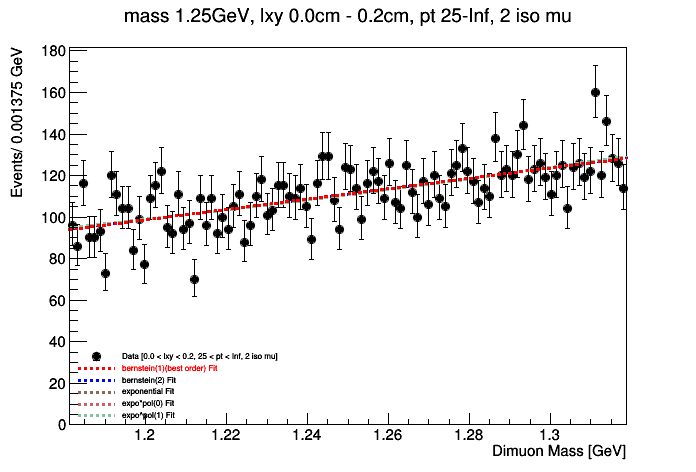 mass 1.25GeV, lxy 0.0cm - 0.2cm, pt 25-Inf, 2 iso mu
Events/ 0.001375 GeV
180
160
140
120
100
80
60
40
20
0
Data [0.0 < lxy < 0.2, 25 < pt < Inf, 2 iso mu]
bernstein(1)(best order) Fit
bernstein(2) Fit
exponential Fit
expo*pol(0) Fit
expo*pol(1) Fit
1.2 1.22 1.24 1.26 1.28 1.3
Dimuon Mass [GeV]